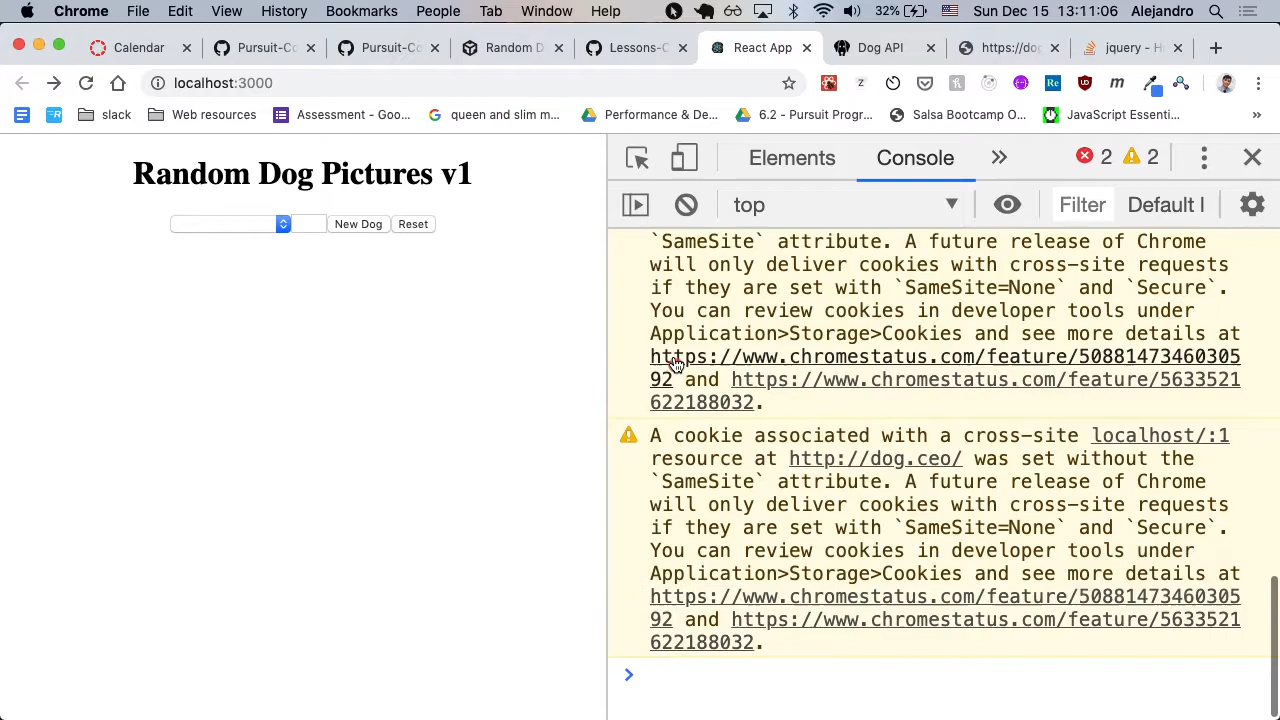 Chrome File Edit View History Bookmarks People Tab Window Help 32% Sun Dec 15 13:11:06 Alejandro
Calendar Pursuit-Co Pursuit-Co Random D Lessons-C React App Dog API https://dog jquery - H
localhost:3000
slack Web resources Assessment - Goo... queen and slim m... Performance & De... 6.2 - Pursuit Progr... Salsa Bootcamp O... JavaScript Essenti... »
Random Dog Pictures v1
New Dog Reset
Elements Console » 2 2
top Filter Default l
`SameSite` attribute. A future release of Chrome
will only deliver cookies with cross-site requests
if they are set with `SameSite=None` and `Secure`.
You can review cookies in developer tools under
Application>Storage>Cookies and see more details at
https://www.chromestatus.com/feature/50881473460305
92 and https://www.chromestatus.com/feature/5633521
622188032.
A cookie associated with a cross-site localhost/:1
resource at http://dog.ceo/ was set without the
`SameSite` attribute. A future release of Chrome
will only deliver cookies with cross-site requests
if they are set with `SameSite=None` and `Secure`.
You can review cookies in developer tools under
Application>Storage>Cookies and see more details at
https://www.chromestatus.com/feature/50881473460305
92 and https://www.chromestatus.com/feature/5633521
622188032.